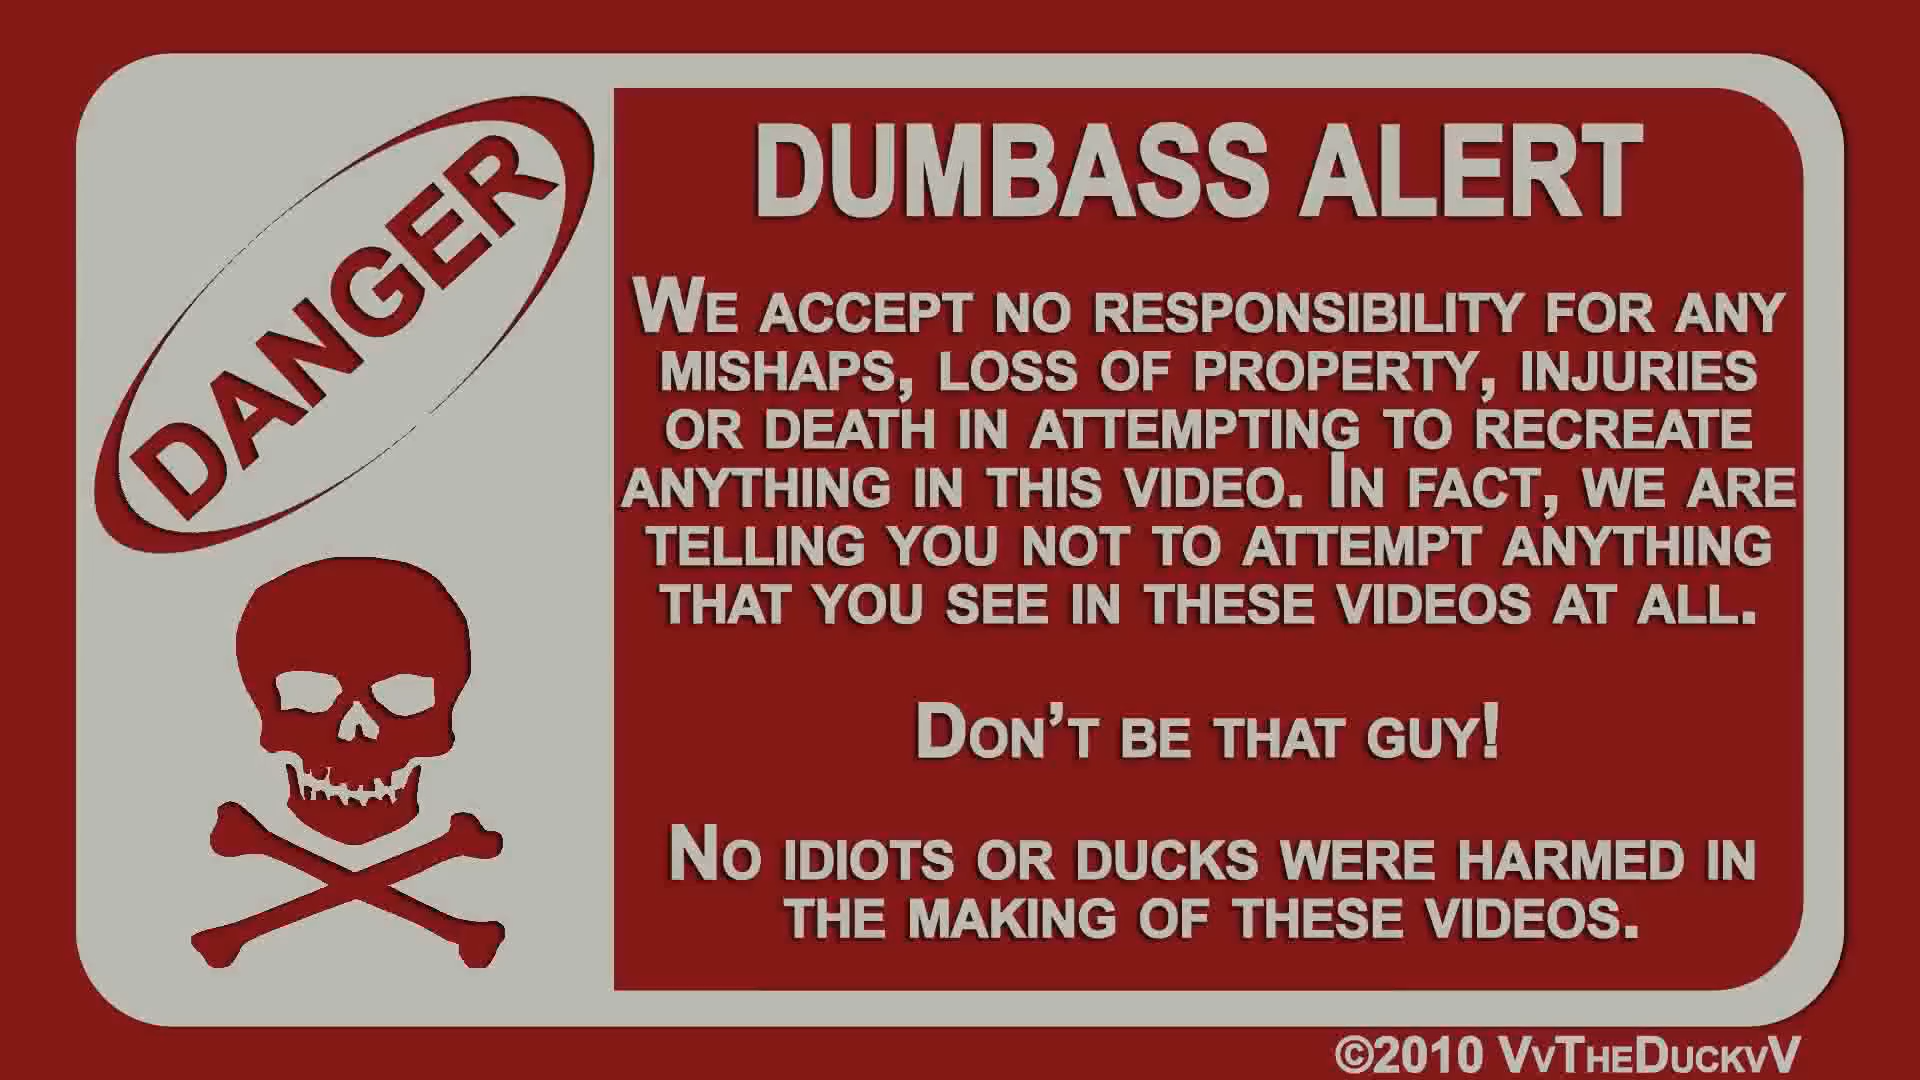 DANGER
DUMBASS ALERT
WE ACCEPT NO RESPONSIBILITY FOR ANY
MISHAPS, LOSS OF PROPERTY, INJURIES
OR DEATH IN ATTEMPTING TO RECREATE
ANYTHING IN THIS VIDEO. IN FACT, WE ARE
TELLING YOU NOT TO ATTEMPT ANYTHING
THAT YOU SEE IN THESE VIDEOS AT ALL.
DON'T BE THAT GUY!
NO IDIOTS OR DUCKS WERE HARMED IN
THE MAKING OF THESE VIDEOS.
©2010 VVTHEDUCKVV